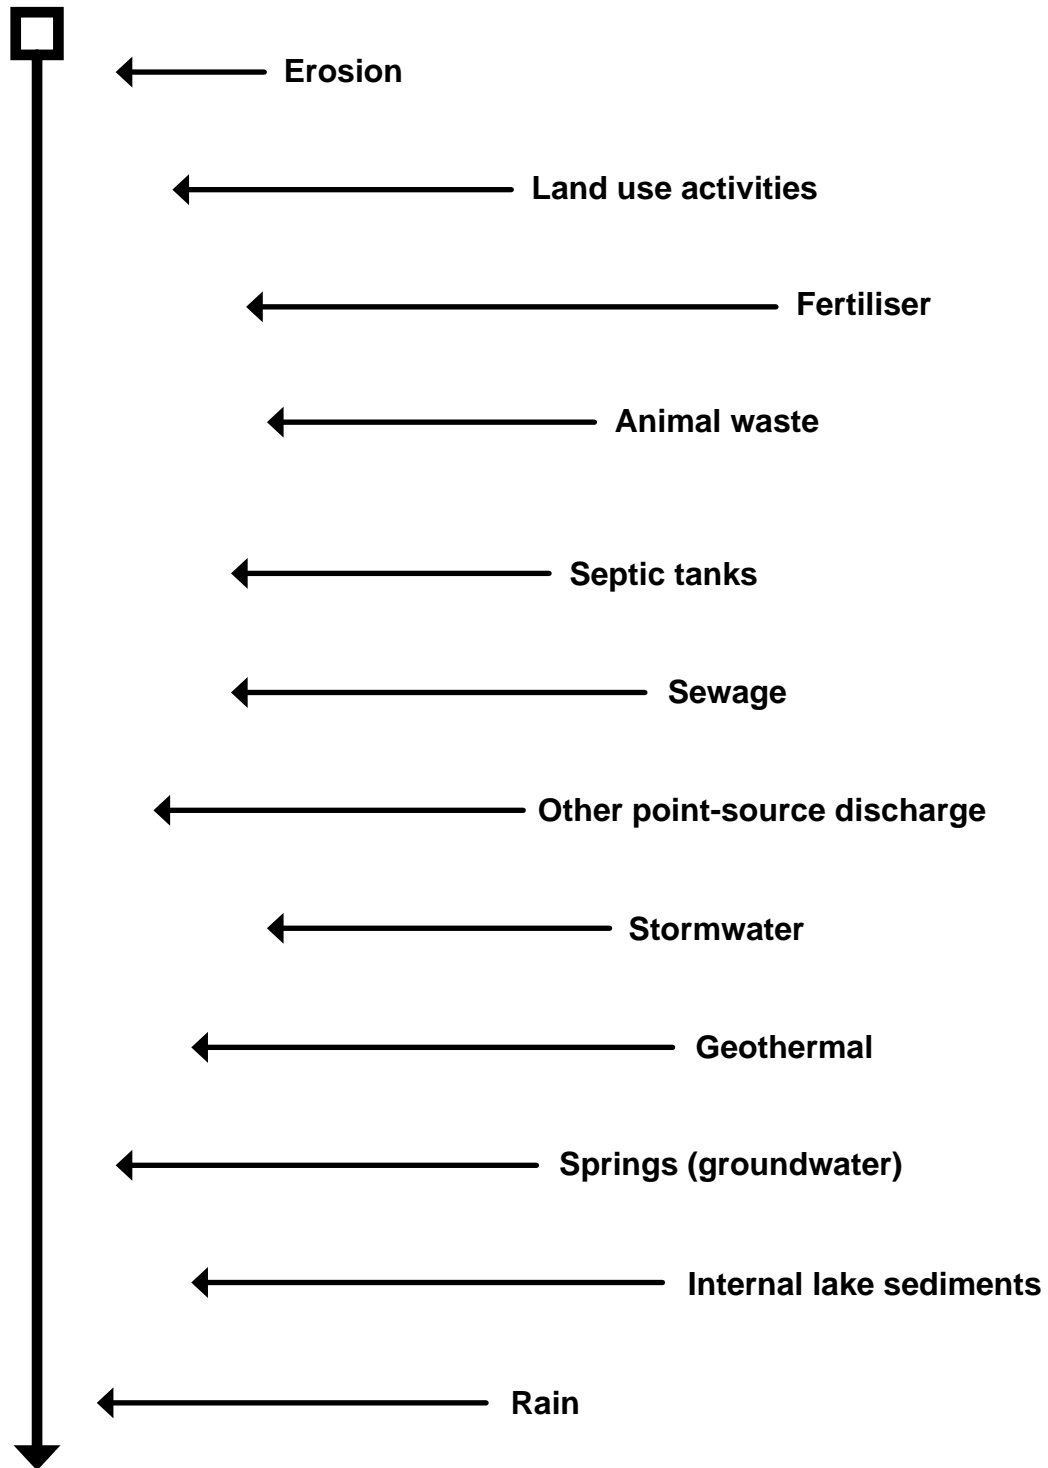 Erosion
Land use activities
Fertiliser
Animal waste
Septic tanks
Sewage
Other point-source discharge
Stormwater
Geothermal
Springs (groundwater)
Internal lake sediments
Rain